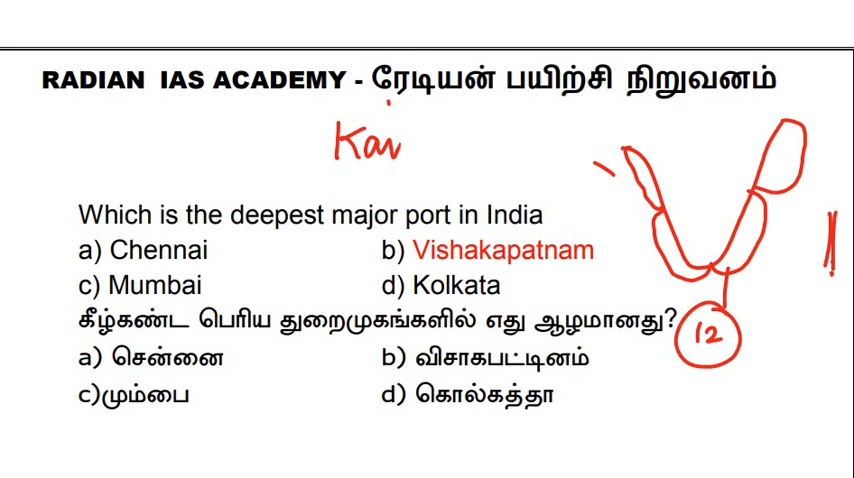 RADIAN IAS ACADEMY - ரேடியன் பயிற்சி நிறுவனம்
Kav
Which is the deepest major port in India
a) Chennai b) Vishakapatnam
c) Mumbai d) Kolkata
கீழ்கண்ட பெரிய துறைமுகங்களில் எது ஆழமானது?
12
a) சென்னை b) விசாகபட்டினம்
c)மும்பை d) கொல்கத்தா